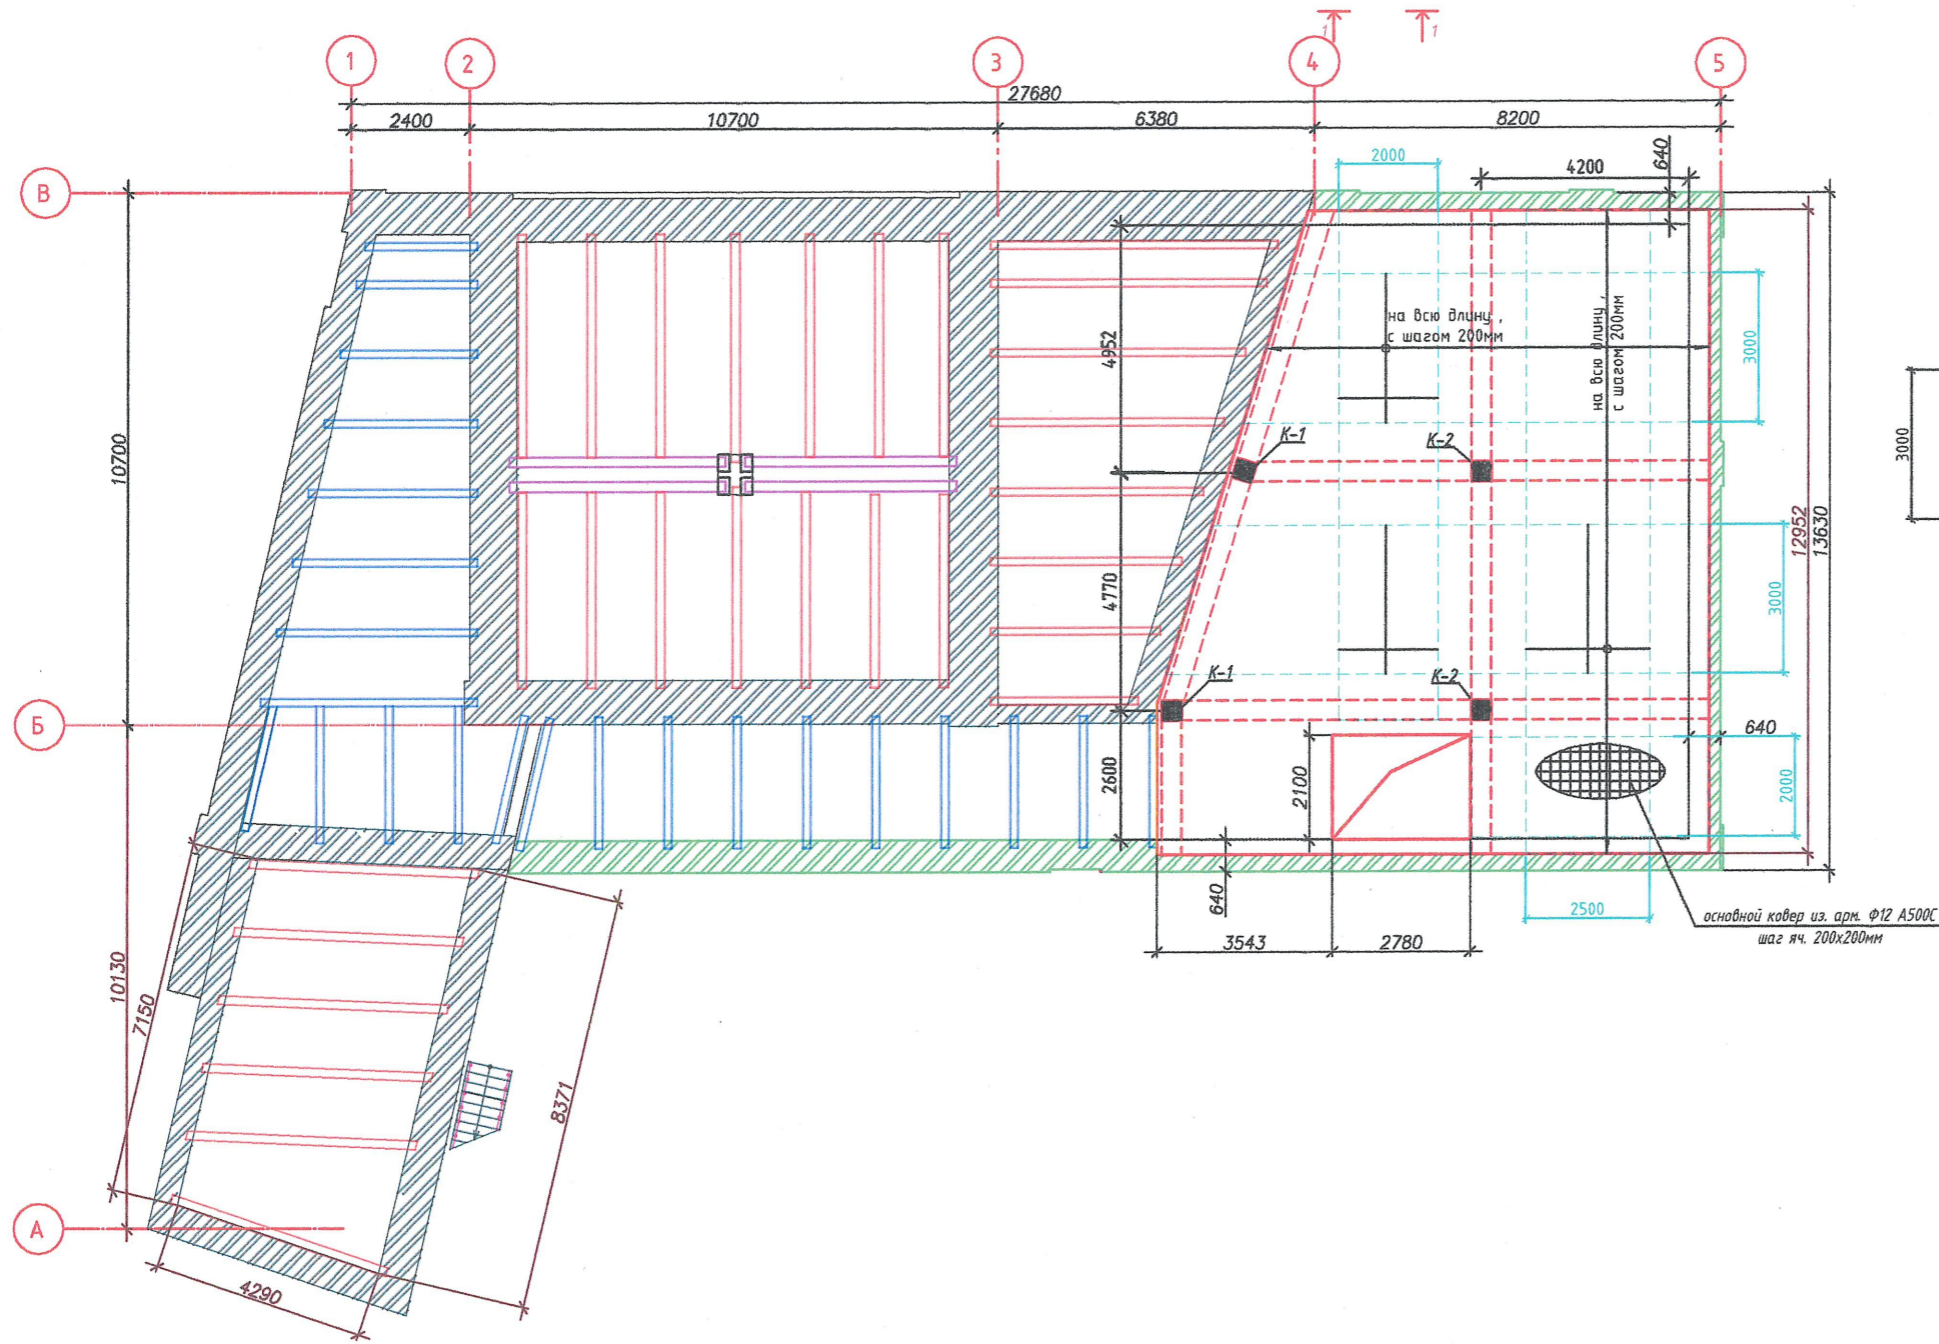 1
1
1
2
3
4
5
27680
2400
10700
6380
8200
В
2000
4200
640
на всю длину,
с шагом 200мм
на всю длину,
с шагом 200мм
4952
3000
3000
10700
К-1
К-2
12952
13630
4770
3000
К-1
К-2
Б
640
2600
2100
2000
640
2500
3543
2780
основной ковер из. арм. Ф12 А500С
шаг яч. 200х200мм
10130
7150
8371
А
4290